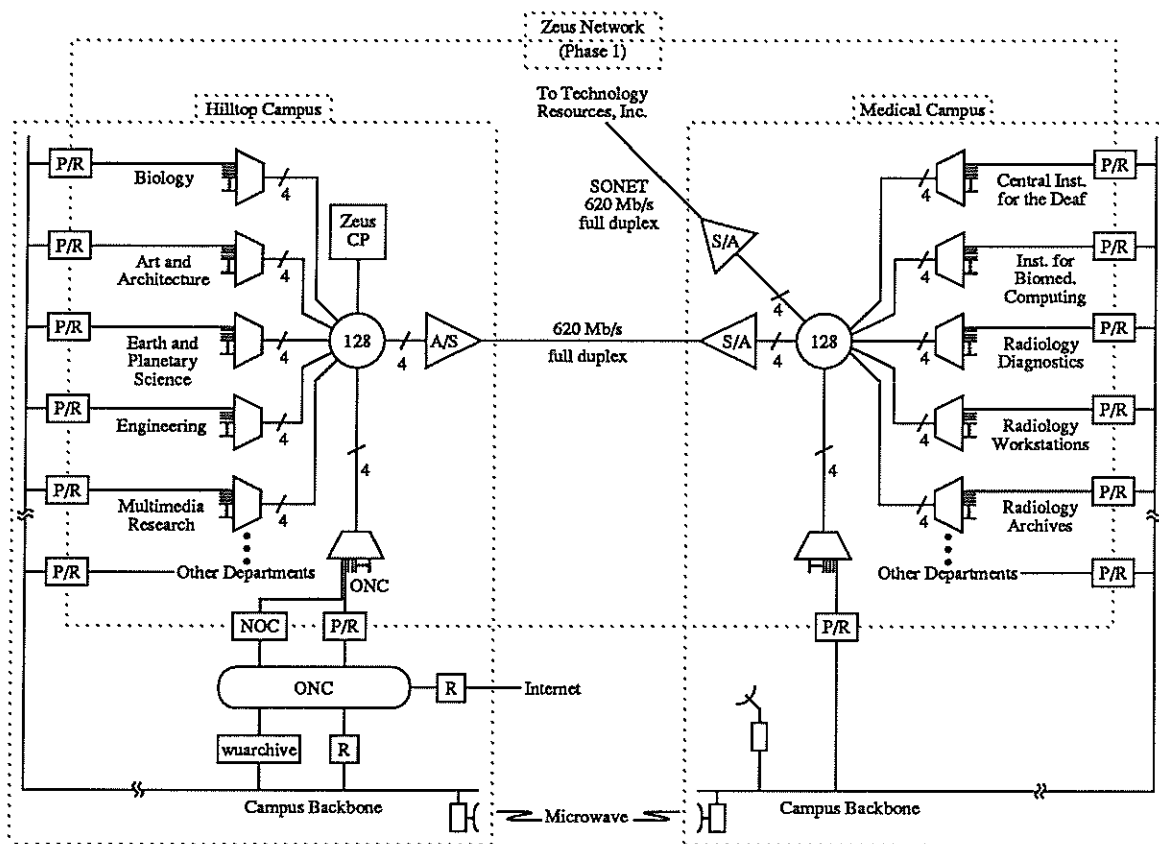 Zeus Network
(Phase 1)
To Technology
Resources, Inc.
Hilltop Campus
Medical Campus
P/R
Biology
4
Zeus
CP
SONET
620 Mb/s
full duplex
S/A
4
4
Central Inst.
for the Deaf
P/R
P/R
Art and
Architecture
4
4
Inst. for
Biomed.
Computing
P/R
P/R
Earth and
Planetary
Science
4
128
4
A/S
620 Mb/s
full duplex
S/A
4
128
4
Radiology
Diagnostics
P/R
P/R
Engineering
4
4
4
4
Radiology
Workstations
P/R
P/R
Multimedia
Research
4
4
Radiology
Archives
P/R
P/R
Other Departments
ONC
Other Departments
P/R
NOC
P/R
P/R
ONC
R
Internet
wuarchive
R
Campus Backbone
Microwave
Campus Backbone